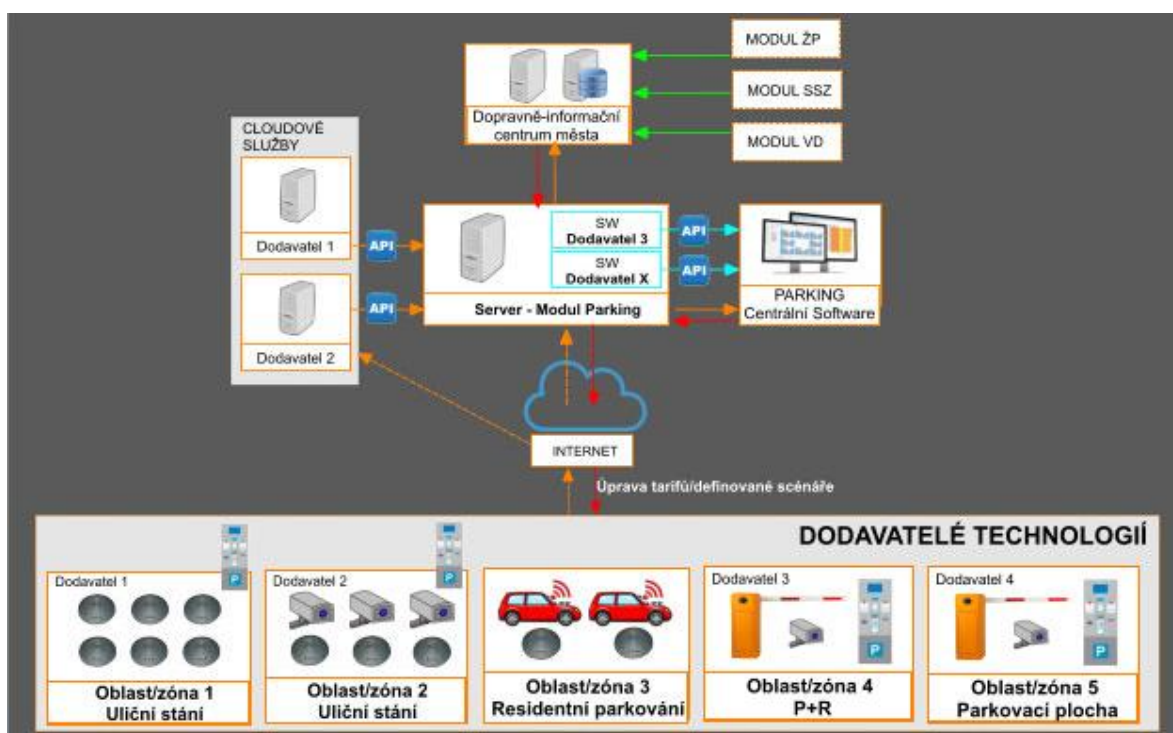 MODUL ŽP
MODUL SSZ
MODUL VD
Dopravně-informační
centrum města
CLOUDOVÉ
SLUŽBY
Dodavatel 1
Dodavatel 2
API
API
SW
Dodavatel 3
SW
Dodavatel X
Server - Modul Parking
API
API
PARKING
Centrální Software
INTERNET
Úprava tarifů/definované scénáře
DODAVATELÉ TECHNOLOGIÍ
Dodavatel 1
P
Oblast/zóna 1
Uliční stání
Dodavatel 2
P
Oblast/zóna 2
Uliční stání
Oblast/zóna 3
Residentní parkování
Dodavatel 3
P
Oblast/zóna 4
P+R
Dodavatel 4
P
Oblast/zóna 5
Parkovací plocha